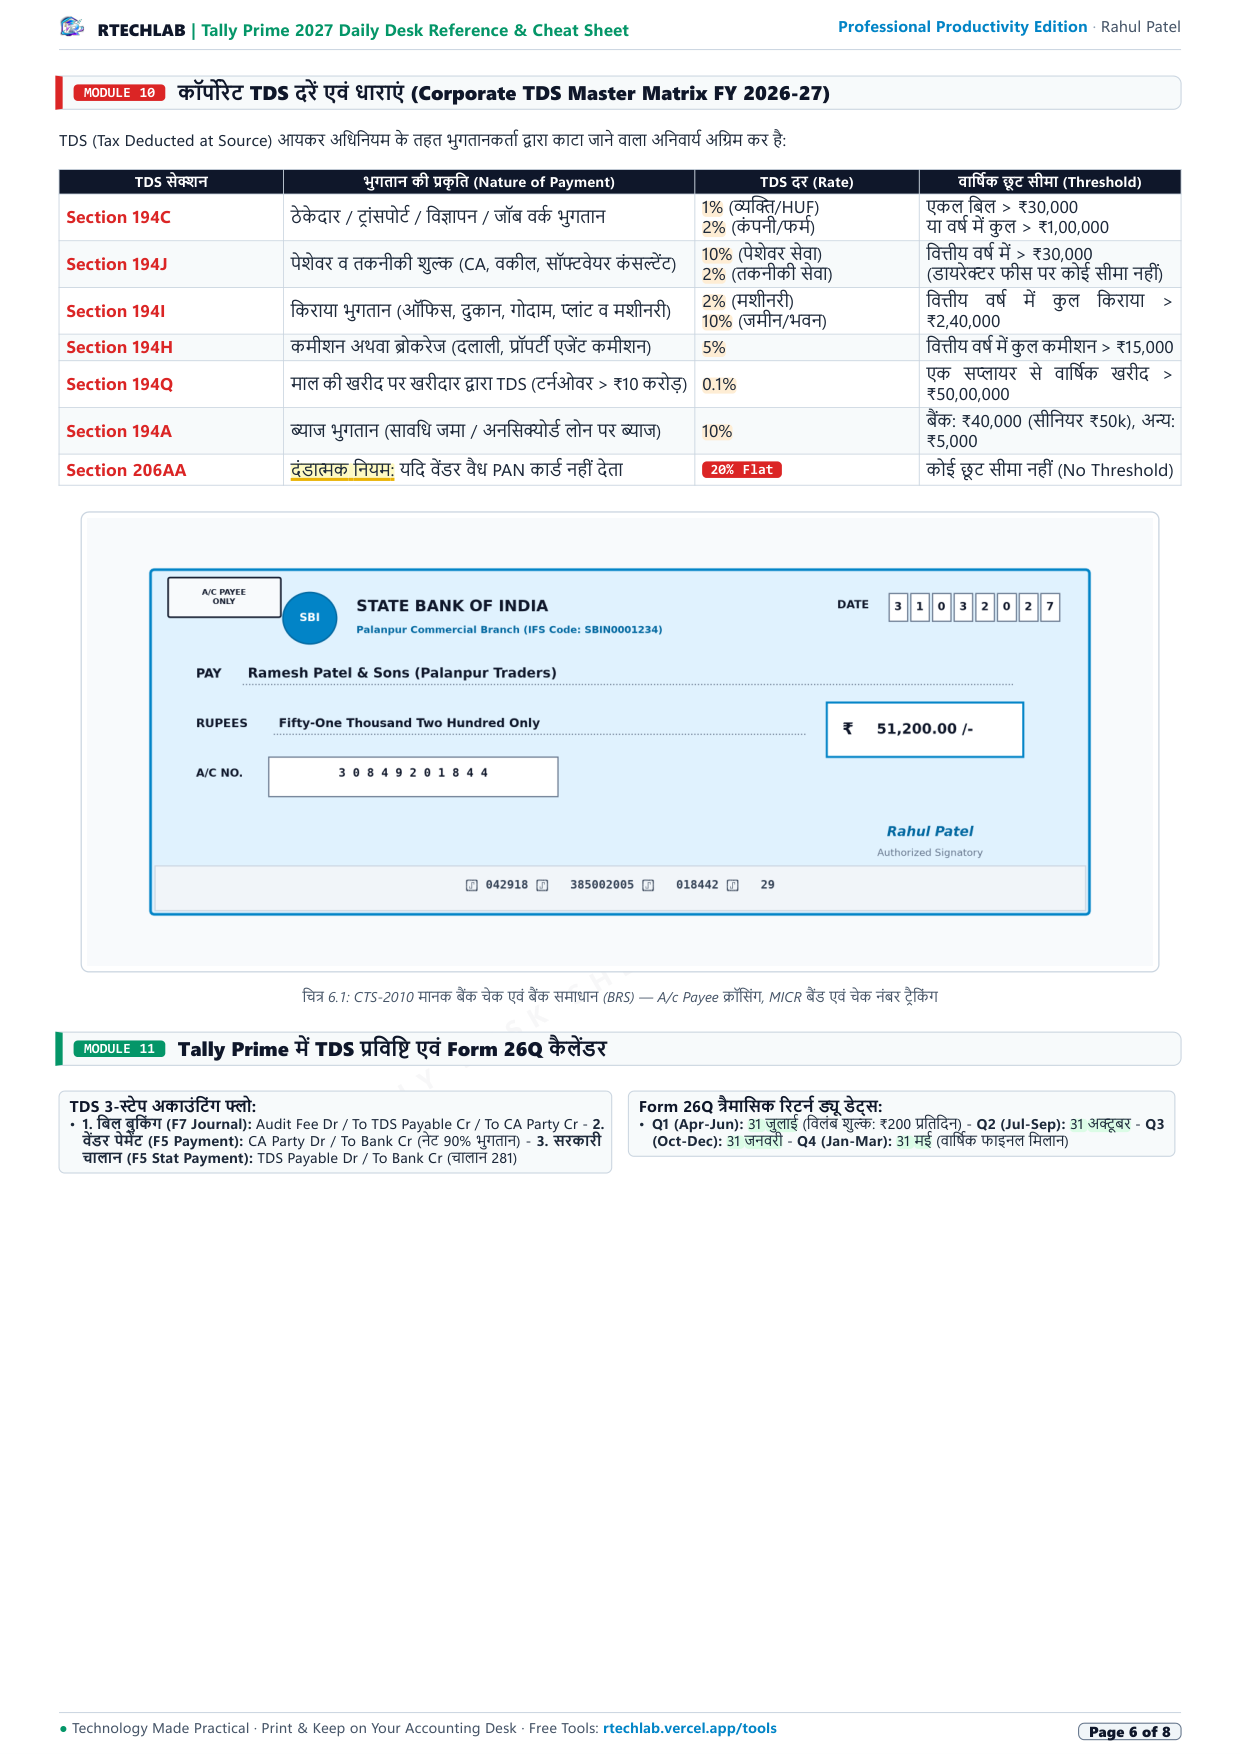 RTECHLAB | Tally Prime 2027 Daily Desk Reference & Cheat Sheet
Professional Productivity Edition · Rahul Patel
MODULE 10 कॉर्पोरेट TDS दरें एवं धाराएं (Corporate TDS Master Matrix FY 2026-27)
TDS (Tax Deducted at Source) आयकर अधिनियम के तहत भुगतानकर्ता द्वारा काटा जाने वाला अनिवार्य अग्रिम कर है:
TDS सेक्शन भुगतान की प्रकृति (Nature of Payment) TDS दर (Rate) वार्षिक छूट सीमा (Threshold)
Section 194C ठेकेदार / ट्रांसपोर्ट / विज्ञापन / जॉब वर्क भुगतान
1% (व्यक्ति/HUF)
2% (कंपनी/फर्म)
एकल बिल > ₹30,000
या वर्ष में कुल > ₹1,00,000
Section 194J पेशेवर व तकनीकी शुल्क (CA, वकील, सॉफ्टवेयर कंसल्टेंट)
10% (पेशेवर सेवा)
2% (तकनीकी सेवा)
वित्तीय वर्ष में > ₹30,000
(डायरेक्टर फीस पर कोई सीमा नहीं)
Section 194I किराया भुगतान (ऑफिस, दुकान, गोदाम, प्लांट व मशीनरी)
2% (मशीनरी)
10% (जमीन/भवन)
वित्तीय वर्ष में कुल किराया >
₹2,40,000
Section 194H कमीशन अथवा ब्रोकरेज (दलाली, प्रॉपर्टी एजेंट कमीशन) 5% वित्तीय वर्ष में कुल कमीशन > ₹15,000
Section 194Q माल की खरीद पर खरीदार द्वारा TDS (टर्नओवर > ₹10 करोड़) 0.1%
एक सप्लायर से वार्षिक खरीद >
₹50,00,000
Section 194A ब्याज भुगतान (सावधि जमा / अनसिक्योर्ड लोन पर ब्याज) 10%
बैंक: ₹40,000 (सीनियर ₹50k), अन्य:
₹5,000
Section 206AA दंडात्मक नियम: यदि वेंडर वैध PAN कार्ड नहीं देता 20% Flat कोई छूट सीमा नहीं (No Threshold)
A/C PAYEE
ONLY
SBI
STATE BANK OF INDIA
Palanpur Commercial Branch (IFS Code: SBIN0001234)
DATE 3 1 0 3 2 0 2 7
PAY Ramesh Patel & Sons (Palanpur Traders)
RUPEES Fifty-One Thousand Two Hundred Only
₹ 51,200.00 /-
A/C NO. 3 0 8 4 9 2 0 1 8 4 4
Rahul Patel
Authorized Signatory
042918 385002005 018442 29
चित्र 6.1: CTS-2010 मानक बैंक चेक एवं बैंक समाधान (BRS) — A/c Payee क्रॉसिंग, MICR बैंड एवं चेक नंबर ट्रैकिंग
MODULE 11 Tally Prime में TDS प्रविष्टि एवं Form 26Q कैलेंडर
TDS 3-स्टेप अकाउंटिंग फ्लो:
• 1. बिल बुकिंग (F7 Journal): Audit Fee Dr / To TDS Payable Cr / To CA Party Cr - 2.
वेंडर पेमेंट (F5 Payment): CA Party Dr / To Bank Cr (नेट 90% भुगतान) - 3. सरकारी
चालान (F5 Stat Payment): TDS Payable Dr / To Bank Cr (चालान 281)
Form 26Q त्रैमासिक रिटर्न ड्यू डेट्स:
• Q1 (Apr-Jun): 31 जुलाई (विलंब शुल्क: ₹200 प्रतिदिन) - Q2 (Jul-Sep): 31 अक्टूबर - Q3
(Oct-Dec): 31 जनवरी - Q4 (Jan-Mar): 31 मई (वार्षिक फाइनल मिलान)
● Technology Made Practical · Print & Keep on Your Accounting Desk · Free Tools: rtechlab.vercel.app/tools
Page 6 of 8